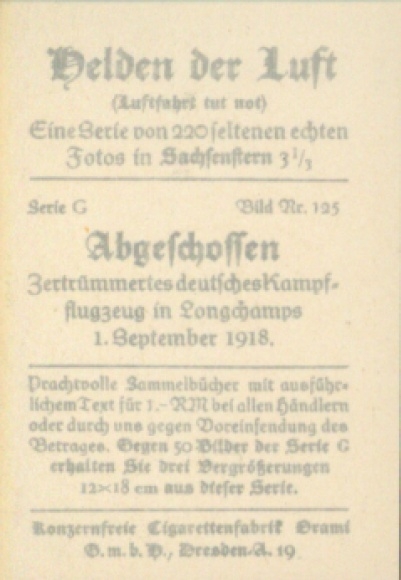 Helden der Luft
(Luftfahrt tut not)
Eine Serie von 220 seltenen echten
Fotos in Sachsenstern 3 1/3
Serie G Bild Nr. 125
Abgeschossen
Zertrümmertes deutsches Kampf-
flugzeug in Longchamps
1. September 1918.
Prachtvolle Sammelbücher mit ausführ-
lichem Text für 1.- RM bei allen Händlern
oder durch uns gegen Voreinsendung des
Betrages. Gegen 50 Bilder der Serie G
erhalten Sie drei Vergrößerungen
12×18 cm aus dieser Serie.
Konzernfreie Cigarettenfabrik Orami
G.m.b.H., Dresden-A. 19